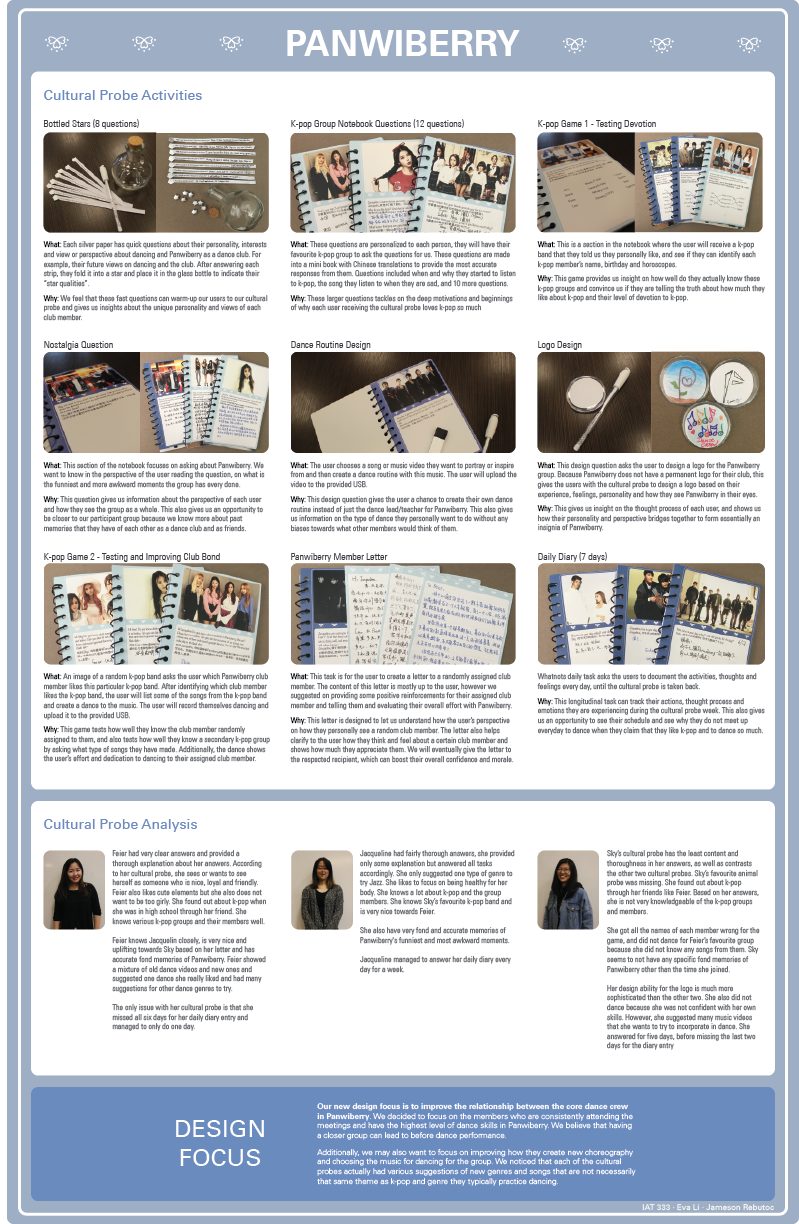 PANWIBERRY
Cultural Probe Activities
Bottled Stars (8 questions)
What: Each silver paper has quick questions about their personality, interests
and view or perspective about dancing and Panwiberry as a dance club. For
example, their future views on dancing and the club. After answering each
strip, they fold it into a star and place it in the glass bottle to indicate their
"star qualities".
Why: We feel that these fast questions can warm-up our users to our cultural
probe and gives us insights about the unique personality and views of each
club member.
K-pop Group Notebook Questions (12 questions)
What: These questions are personalized to each person, they will have their
favourite k-pop group to ask the questions for us. These questions are made
into a mini book with Chinese translations to provide the most accurate
responses from them. Questions included when and why they started to listen
to k-pop, the song they listen to when they are sad, and 10 more questions.
Why: These larger questions tackles on the deep motivations and beginnings
of why each user receiving the cultural probe loves k-pop so much
K-pop Game 1 - Testing Devotion
What: This is a aection in the notebook where the user will receive a k-pop
band that they told us they personally like, and see if they can identify each
k-pop member's name, birthday and horoscopes.
Why: This game provides us insight on how well do they actually know these
k-pop groups and convince us if they are telling the truth about how much they
like about k-pop and their level of devotion to k-pop.
Nostalgia Question
What: This section of the notebook focuses on asking about Panwiberry. We
want to know in the perspective of the user reading the question, on what is
the funniest and more awkward moments the group has every done.
Why: This question gives us information about the perspective of each user
and how they see the group as a whole. This also gives us an opportunity to
be closer to our participant group because we know more about past
memories that they have of each other as a dance club and as friends.
Dance Routine Design
What: The user chooses a song or music video they want to portray or inspire
from and then create a dance routine with this music. The user will upload the
video to the provided USB.
Why: This design question gives the user a chance to create their own dance
routine instead of just the dance lead/teacher for Panwiberry. This also gives
us information on the type of dance they personally want to do without any
biases towards what other members would think of them.
Logo Design
What: This design question asks the user to design a logo for the Panwiberry
group. Because Panwiberry does not have a permanent logo for their club, this
gives the users with the cultural probe to design a logo based on their
experience, feelings, personality and how they see Panwiberry in their eyes.
Why: This gives us insight on the thought process of each user, and shows us
how their personality and perspective bridges together to form essentially an
insignia of Panwiberry.
K-pop Game 2 - Testing and Improving Club Bond
What: An image of a random k-pop band asks the user which Panwiberry club
member likes this particuler k-pop band. After identifying which club member
likes the k-pop band, the user will list some of the songs from the k-pop band
and create a dance to the music. The user will record themselves dancing and
upload it to the provided USB.
Why: This game tests how well they know the club member randomly
assigned to them, and also tests how well they know a secondary k-pop group
by asking what type of songs they have made. Additionally, the dance shows
the user's effort and dedication to dancing to their assigned club member.
Panwiberry Member Letter
What: This task is for the user to create a letter to a randomly assigned club
member. The content of this letter is mostly up to the user, however we
suggested on providing some positive reinforcements for their assigned club
member and telling them and evaluating their overall effort with Panwiberry.
Why: This letter is designed to let us understand how the user's perspective
on how they personally see a random club member. The letter also helps
clarify to the user how they think and feel about a certain club member and
shows how much they appreciate them. We will eventually give the letter to
the respected recipient, which can boost their overall confidence and morale.
Daily Diary (7 days)
Whatnots daily task asks the users to document the activities, thoughts and
feelings every day, until the cultural probe is taken back.
Why: This longitudinal task can track their actions, thought process and
emotions they are experiencing during the cultural probe week. This also gives
us an opportunity to see their schedule and see why they do not meet up
everyday to dance when they claim that they like k-pop and to dance so much.
Cultural Probe Analysis
Feier had very clear answers and provided a
thorough explanation about her answers. According
to her cultural probe, she sees or wants to see
herself as someone who is nice, loyal and friendly.
Feier also likes cute elements but she also does not
want to be too girly. She found out about k-pop when
she was in high school through her friend. She
knows various k-pop groups and their members well.
Feier knows Jacquelin closely, is very nice and
uplifting towards Sky based on her letter and has
accurate fond memories of Panwiberry. Feier showed
a mixture of old dance videos and new ones and
suggested one dance she really liked and had many
suggestions for other dance genres to try.
The only issue with her cultural probe is that she
missed all six days for her daily diary entry and
managed to only do one day.
Jacqueline had fairly thorough answers, she provided
only some explanation but answered all tasks
accordingly. She only suggested one type of genre to
try Jazz. She likes to focus on being healthy for her
body. She knows a lot about k-pop and the group
members. She knows Sky's favourite k-pop band and
is very nice towards Feier.
She also have very fond and accurate memories of
Panwiberry's funniest and most awkward moments.
Jacqueline managed to answer her daily diary every
day for a week.
Sky's cultural probe has the least content and
thoroughness in her answers, as well as contrasts
the other two cultural probes. Sky's favourite animal
probe was missing. She found out about k-pop
through her friends like Feier. Based on her answers,
she is not very knowledgeable of the k-pop groups
and members.
She got all the names of each member wrong for the
game, and did not dance for Feier's favourite group
because she did not know any songs from them. Sky
seems to not have any specific fond memories of
Panwiberry other than the time she joined.
Her design ability for the logo is much more
sophisticated than the other two. She also did not
dance because she was not confident with her own
skills. However, she suggested many music videos
that she wants to try to incorporate in dance. She
answered for five days, before missing the last two
days for the diary entry
DESIGN
FOCUS
Our new design focus is to improve the relationship between the core dance crew
in Panwiberry. We decided to focus on the members who are consistently attending the
meetings and have the highest level of dance skills in Panwiberry. We believe that having
a closer group can lead to before dance performance.
Additionally, we may also want to focus on improving how they create new choreography
and choosing the music for dancing for the group. We noticed that each of the cultural
probes actually had various suggestions of new genres and songs that are not necessarily
that same theme as k-pop and genre they typically practice dancing.
IAT 333 · Eva Li · Jameson Rebutoc